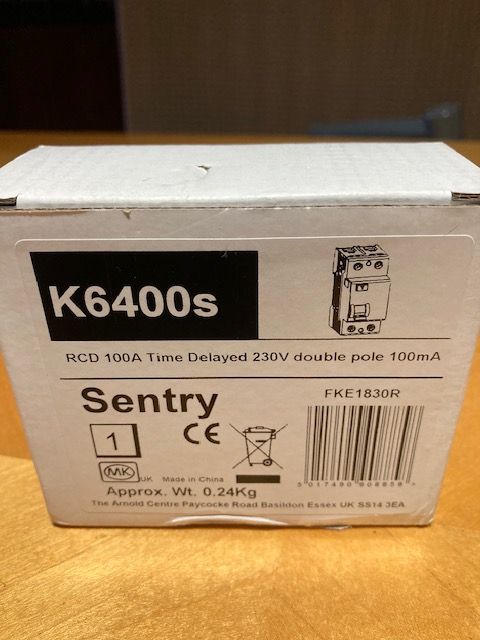 K6400s
RCD 100A Time Delayed 230V double pole 100mA
Sentry
FKE1830R
1
CE
MK UK Made in China
5017490908658 >
Approx. Wt. 0.24Kg
The Arnold Centre Paycocke Road Basildon Essex UK SS14 3EA